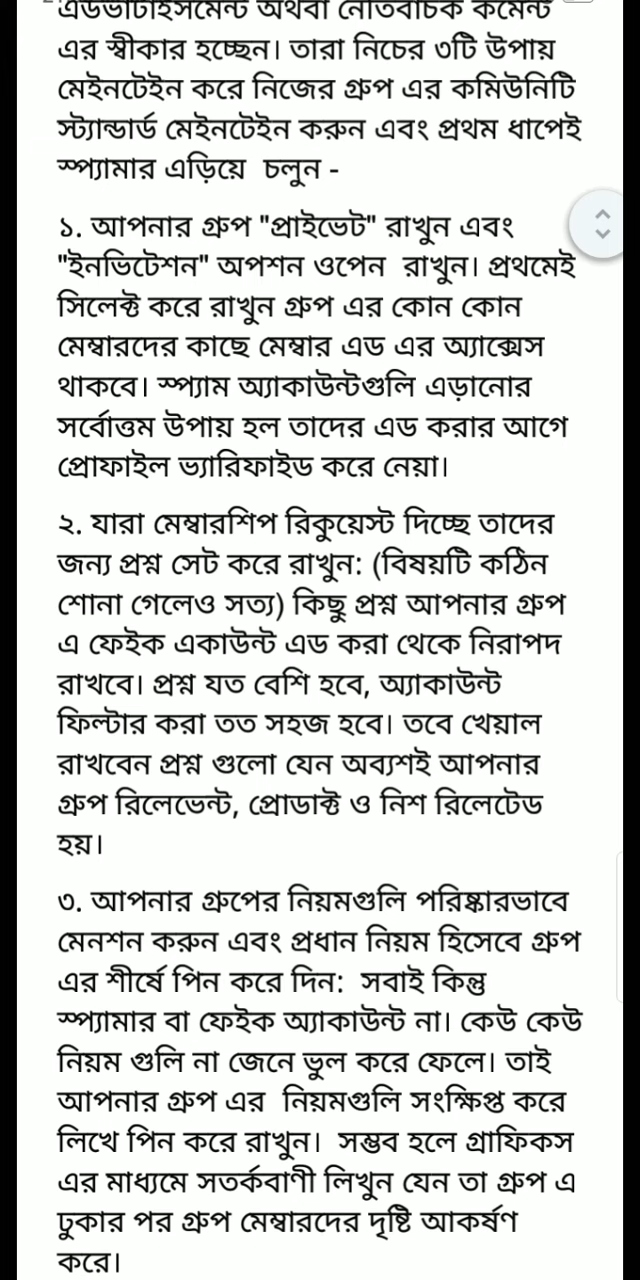 এডভার্টাইসমেন্ট অথবা নেতিবাচক কমেন্ট
এর স্বীকার হচ্ছেন। তারা নিচের ৩টি উপায়
মেইনটেইন করে নিজের গ্রুপ এর কমিউনিটি
স্ট্যান্ডার্ড মেইনটেইন করুন এবং প্রথম ধাপেই
স্প্যামার এড়িয়ে চলুন -
১. আপনার গ্রুপ "প্রাইভেট" রাখুন এবং
"ইনভিটেশন" অপশন ওপেন রাখুন। প্রথমেই
সিলেক্ট করে রাখুন গ্রুপ এর কোন কোন
মেম্বারদের কাছে মেম্বার এড এর অ্যাক্সেস
থাকবে। স্প্যাম অ্যাকাউন্টগুলি এড়ানোর
সর্বোত্তম উপায় হল তাদের এড করার আগে
প্রোফাইল ভ্যারিফাইড করে নেয়া।
২. যারা মেম্বারশিপ রিকুয়েস্ট দিচ্ছে তাদের
জন্য প্রশ্ন সেট করে রাখুন: (বিষয়টি কঠিন
শোনা গেলেও সত্য) কিছু প্রশ্ন আপনার গ্রুপ
এ ফেইক একাউন্ট এড করা থেকে নিরাপদ
রাখবে। প্রশ্ন যত বেশি হবে, অ্যাকাউন্ট
ফিল্টার করা তত সহজ হবে। তবে খেয়াল
রাখবেন প্রশ্ন গুলো যেন অব্যশই আপনার
গ্রুপ রিলেভেন্ট, প্রোডাক্ট ও নিশ রিলেটেড
হয়।
৩. আপনার গ্রুপের নিয়মগুলি পরিষ্কারভাবে
মেনশন করুন এবং প্রধান নিয়ম হিসেবে গ্রুপ
এর শীর্ষে পিন করে দিন: সবাই কিন্তু
স্প্যামার বা ফেইক অ্যাকাউন্ট না। কেউ কেউ
নিয়ম গুলি না জেনে ভুল করে ফেলে। তাই
আপনার গ্রুপ এর নিয়মগুলি সংক্ষিপ্ত করে
লিখে পিন করে রাখুন। সম্ভব হলে গ্রাফিকস
এর মাধ্যমে সতর্কবাণী লিখুন যেন তা গ্রুপ এ
ঢুকার পর গ্রুপ মেম্বারদের দৃষ্টি আকর্ষণ
করে।